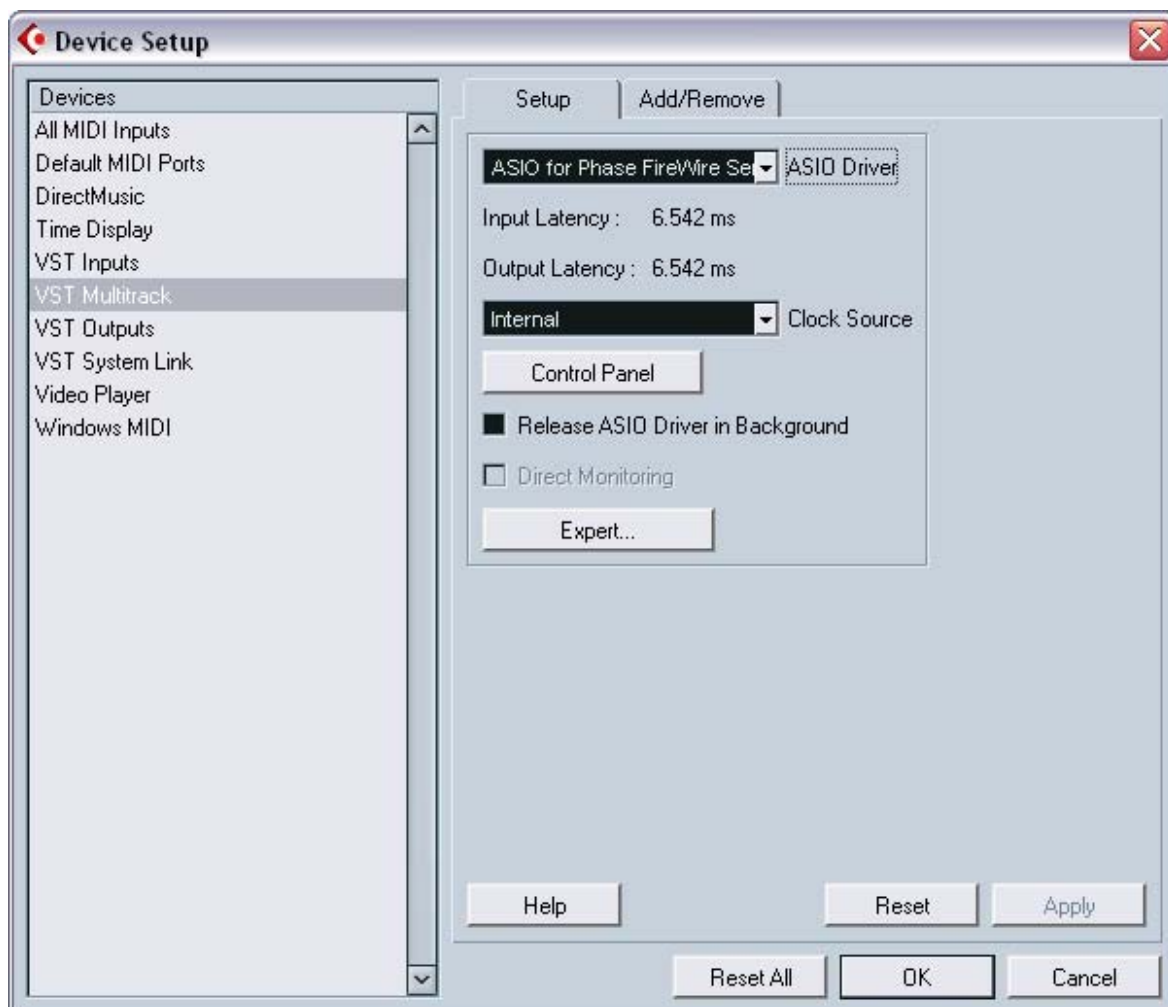 Device Setup
Devices
All MIDI Inputs
Default MIDI Ports
DirectMusic
Time Display
VST Inputs
VST Multitrack
VST Outputs
VST System Link
Video Player
Windows MIDI
Setup
Add/Remove
ASIO for Phase FireWire Ser ASIO Driver
Input Latency : 6.542 ms
Output Latency : 6.542 ms
Internal Clock Source
Control Panel
Release ASIO Driver in Background
Direct Monitoring
Expert...
Help
Reset
Apply
Reset All
OK
Cancel